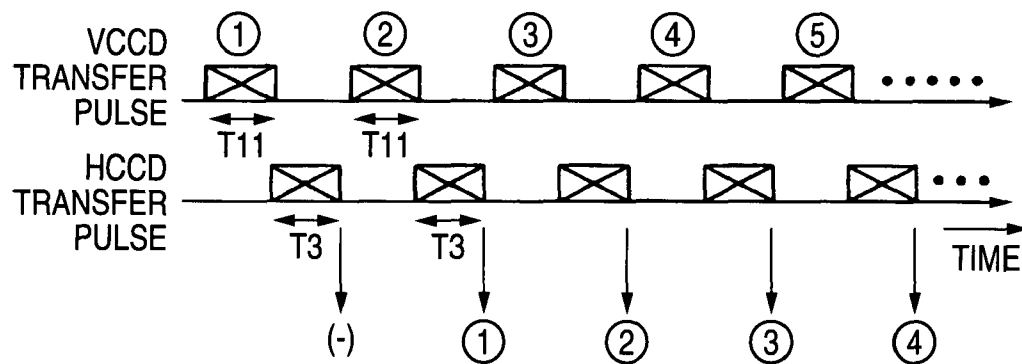 ① ② ③ ④ ⑤
VCCD
TRANSFER
PULSE
T11 T11
HCCD
TRANSFER
PULSE
T3 T3
TIME
(-) ① ② ③ ④